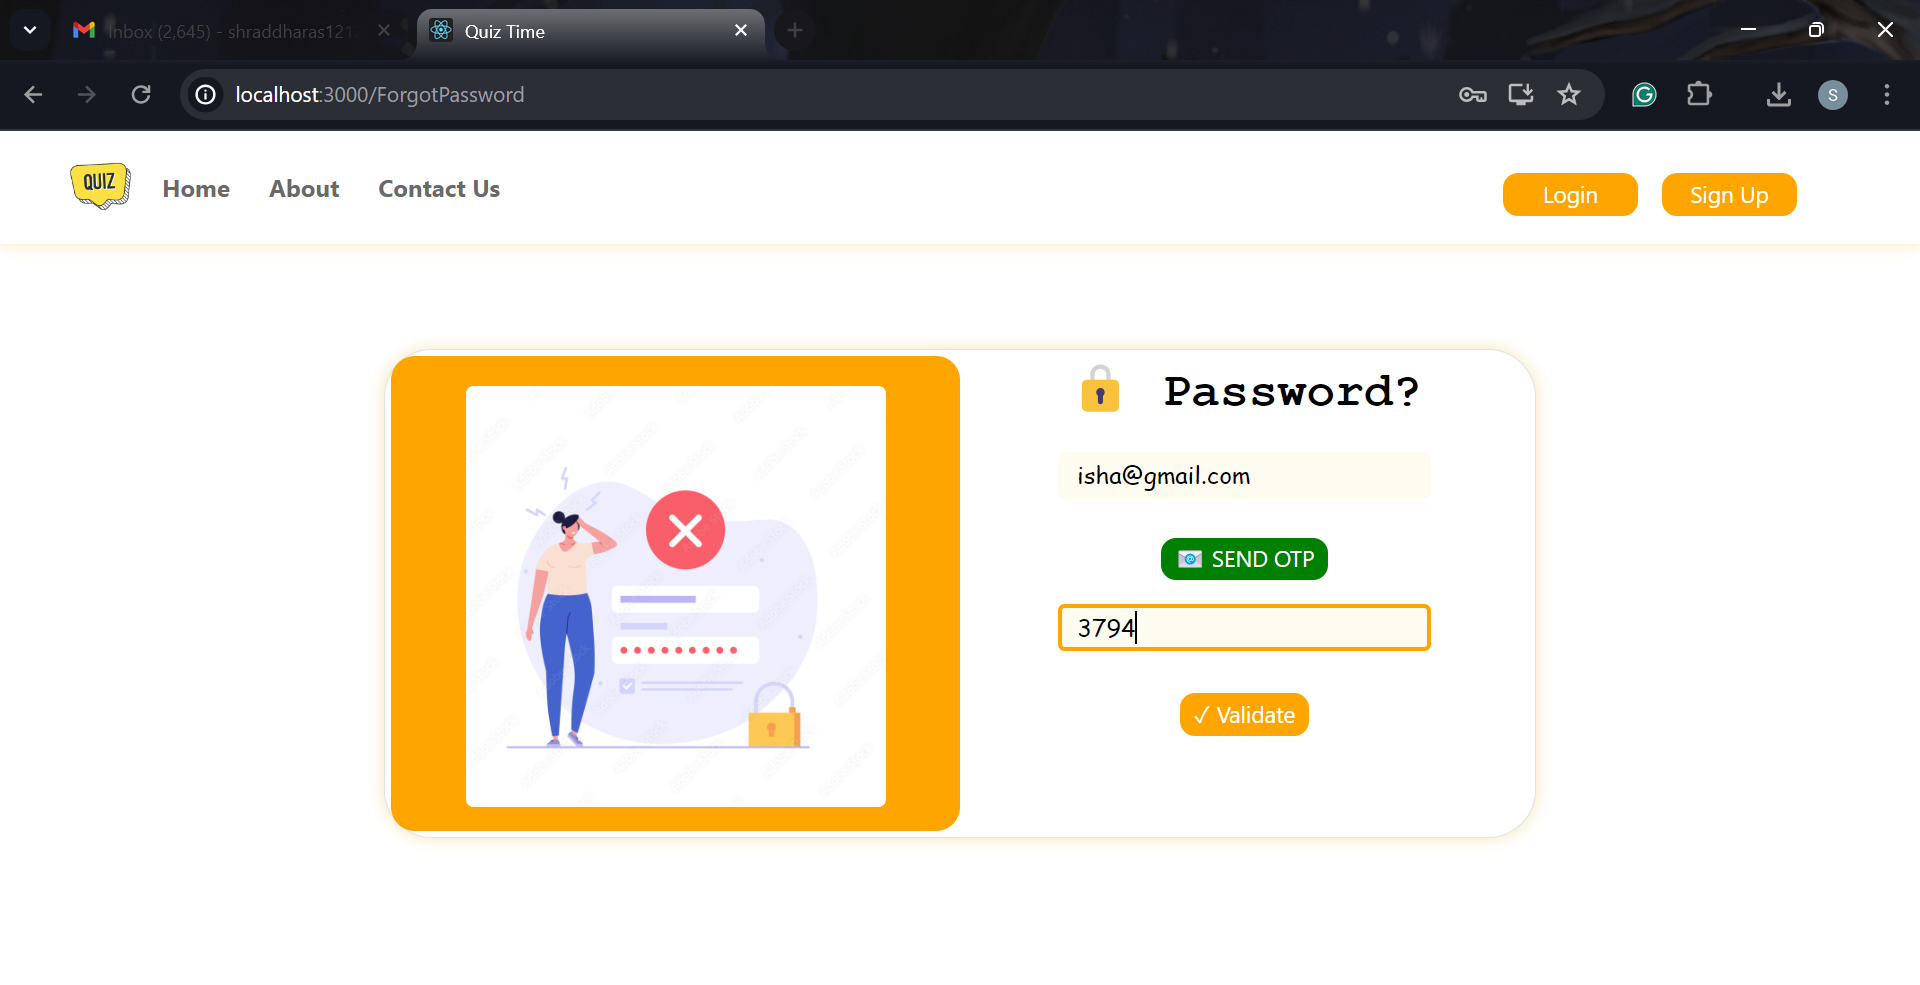 Inbox (2,645) - shraddharas121
Quiz Time
localhost:3000/ForgotPassword
S
QUIZ
Home
About
Contact Us
Login
Sign Up
Password?
isha@gmail.com
SEND OTP
3794
✓ Validate